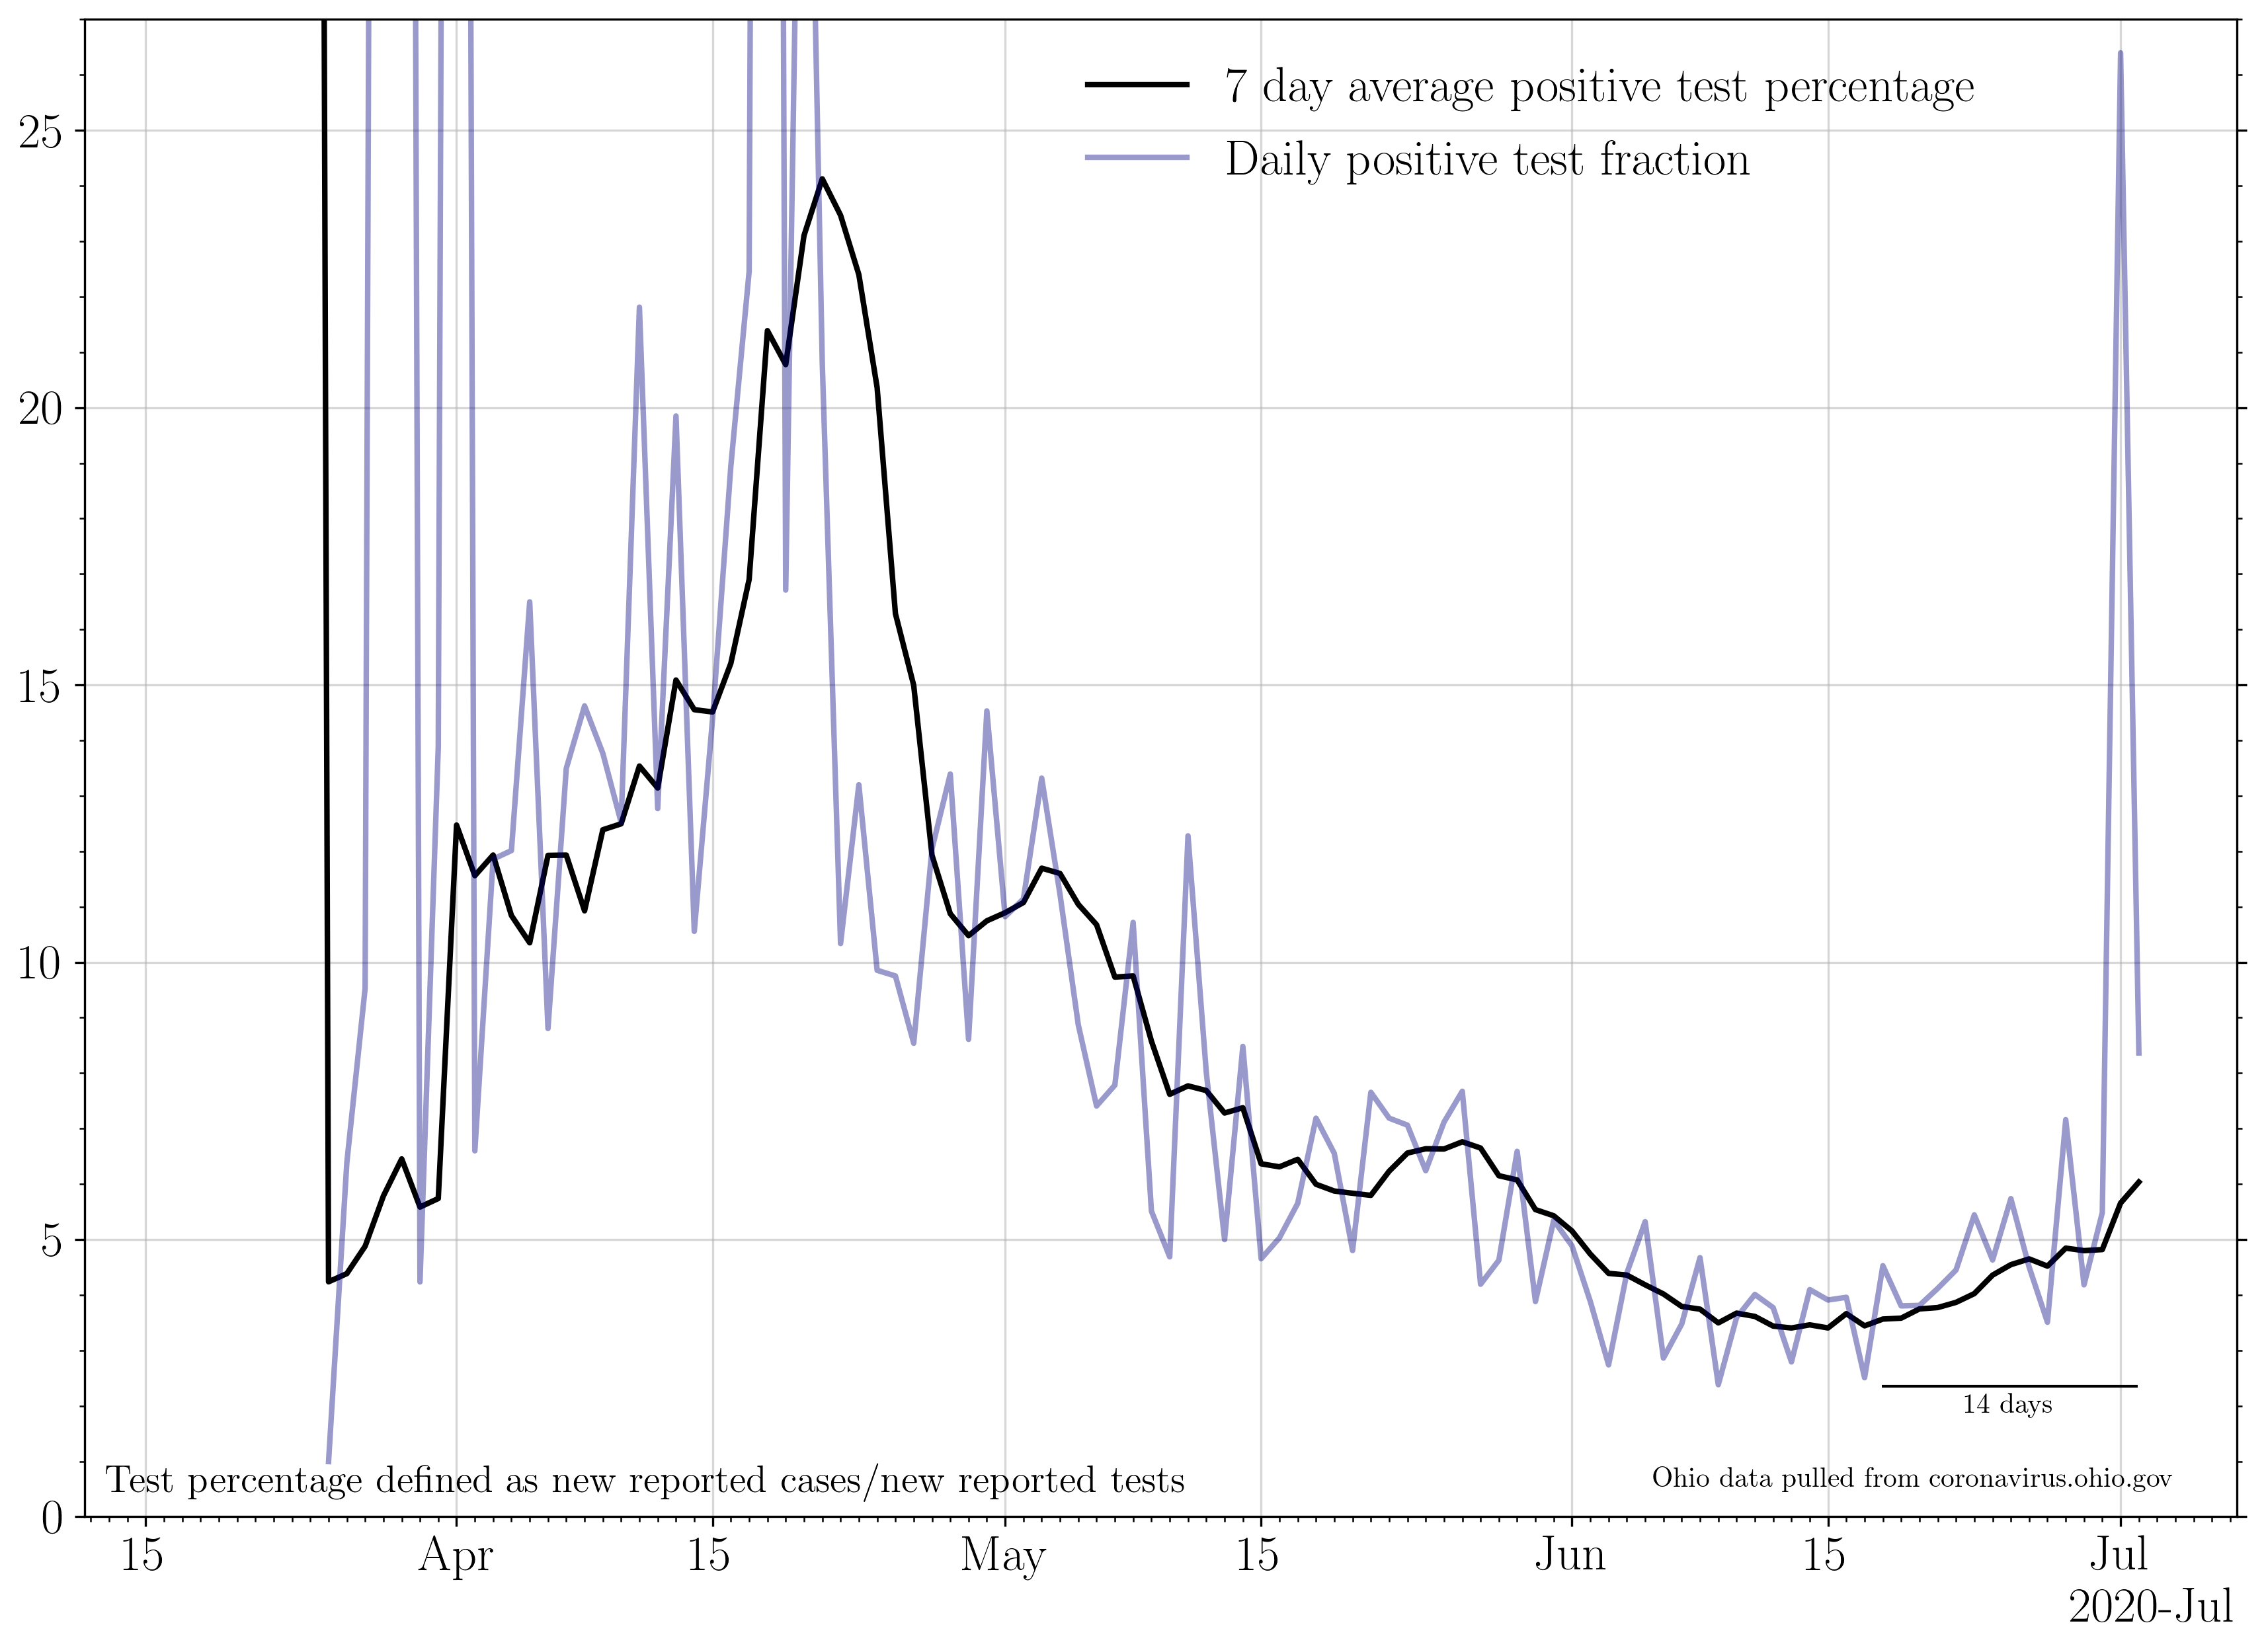 7 day average positive test percentage
Daily positive test fraction
25
20
15
10
5
0
14 days
Test percentage defined as new reported cases/new reported tests
Ohio data pulled from coronavirus.ohio.gov
15 Apr 15 May 15 Jun 15 Jul
2020-Jul